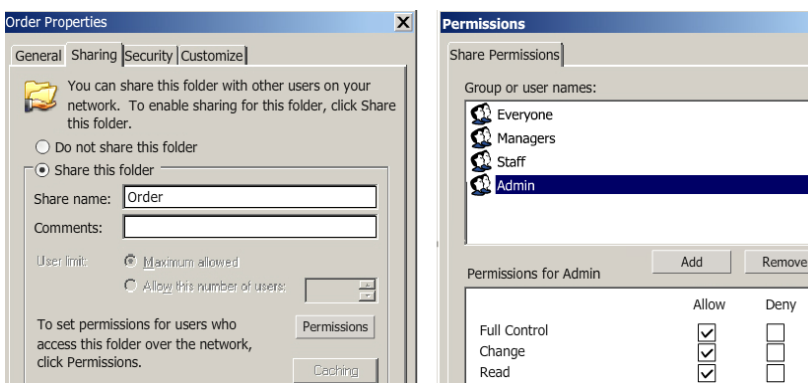 Order Properties
General Sharing Security Customize
You can share this folder with other users on your
network. To enable sharing for this folder, click Share
this folder.
Do not share this folder
Share this folder
Share name: Order
Comments:
User limit: Maximum allowed
Allow this number of users:
To set permissions for users who
access this folder over the network,
click Permissions.
Permissions
Caching
Permissions
Share Permissions
Group or user names:
Everyone
Managers
Staff
Admin
Add Remove
Permissions for Admin
Allow Deny
Full Control
Change
Read